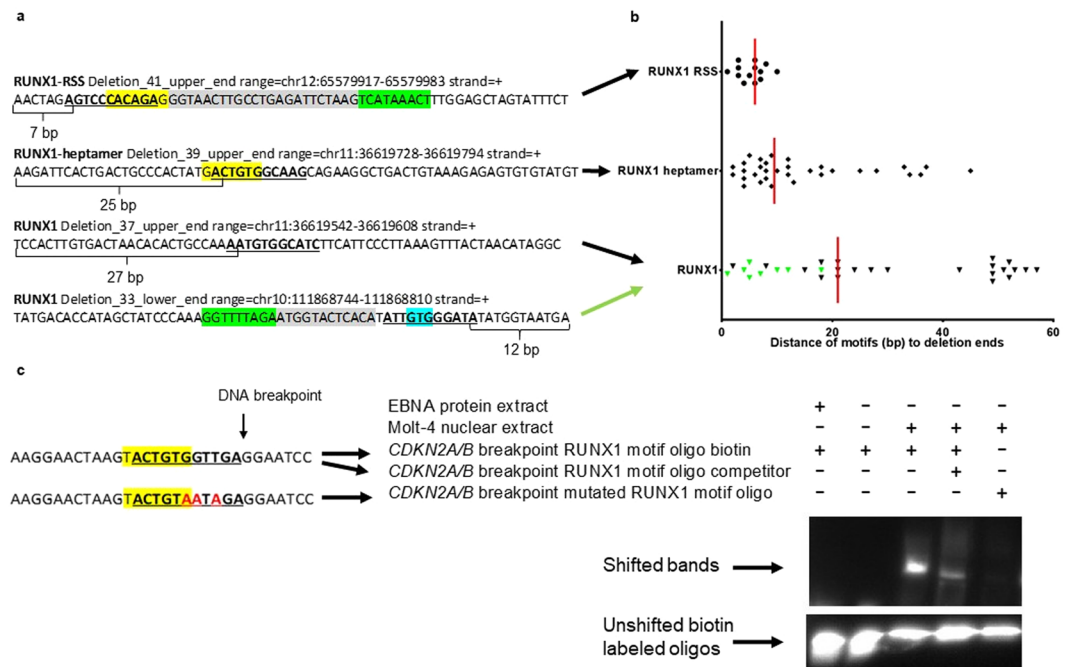 a
RUNX1-RSS Deletion_41_upper_end range=chr12:65579917-65579983 strand=+
AACTAGAGTCCCACAGAGGGTAACTTGCCTGAGATTCTAAGTCATAAACTTTGGAGCTAGTATTTCT
7 bp
RUNX1-heptamer Deletion_39_upper_end range=chr11:36619728-36619794 strand=+
AAGATTCACTGACTGCCCACTATGACTGTGGCAAGCAGAAGGCTGACTGTAAAGAGAGTGTGTATGT
25 bp
RUNX1 Deletion_37_upper_end range=chr11:36619542-36619608 strand=+
TCCACTTGTGACTAACACACTGCCAAAATGTGGCATCTTCATTCCCTTAAAGTTTACTAACATAGGC
27 bp
RUNX1 Deletion_33_lower_end range=chr10:111868744-111868810 strand=+
TATGACACCATAGCTATCCCAAAGGTTTTAGAATGGTACTCACATATTGTGGGATATATGGTAATGA
12 bp
b
RUNX1 RSS
RUNX1 heptamer
RUNX1
0 20 40 60
Distance of motifs (bp) to deletion ends
c
DNA breakpoint
AAGGAACTAAGTACTGTGGTTGAGGAATCC
AAGGAACTAAGTACTGTAATAGAGGAATCC
EBNA protein extract + – – – –
Molt-4 nuclear extract – – + + +
CDKN2A/B breakpoint RUNX1 motif oligo biotin + + + + –
CDKN2A/B breakpoint RUNX1 motif oligo competitor – – – + –
CDKN2A/B breakpoint mutated RUNX1 motif oligo – – – – +
Shifted bands
Unshifted biotin
labeled oligos